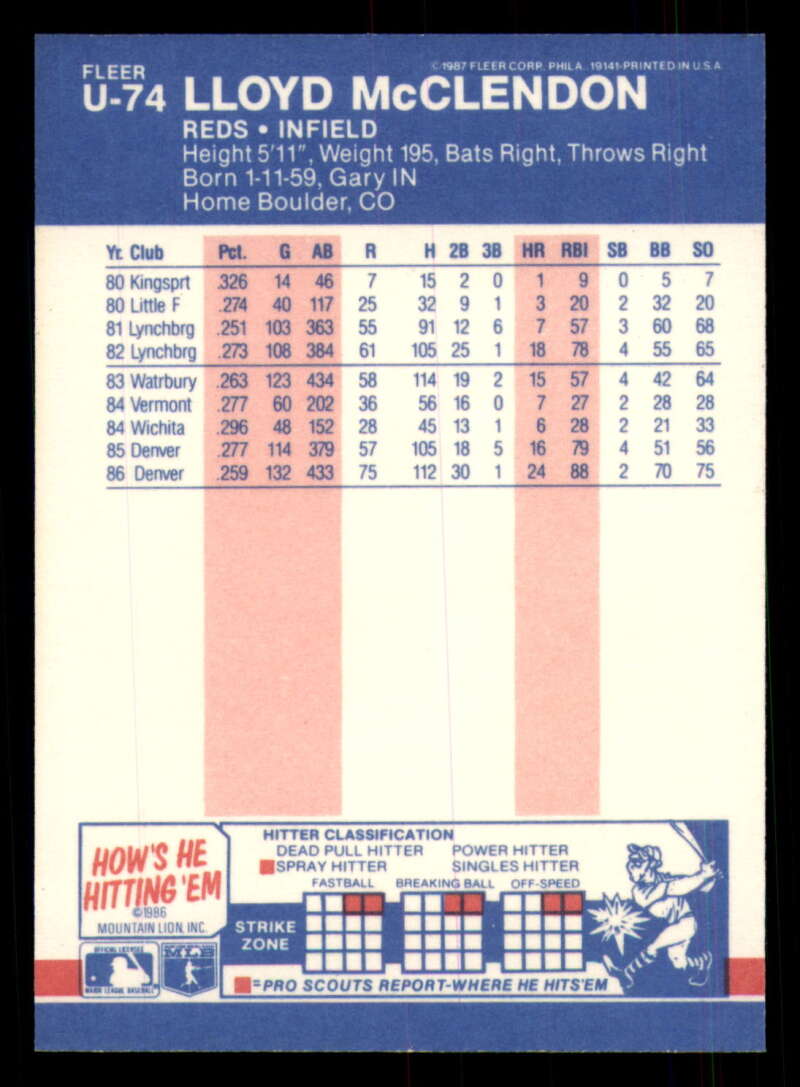 ©1987 FLEER CORP. PHILA. 19141-PRINTED IN U.S.A.
FLEER
U-74 LLOYD McCLENDON
REDS • INFIELD
Height 5'11", Weight 195, Bats Right, Throws Right
Born 1-11-59, Gary IN
Home Boulder, CO
Yr. Club Pct. G AB R H 2B 3B HR RBI SB BB SO
80 Kingsprt .326 14 46 7 15 2 0 1 9 0 5 7
80 Little F .274 40 117 25 32 9 1 3 20 2 32 20
81 Lynchbrg .251 103 363 55 91 12 6 7 57 3 60 68
82 Lynchbrg .273 108 384 61 105 25 1 18 78 4 55 65
83 Watrbury .263 123 434 58 114 19 2 15 57 4 42 64
84 Vermont .277 60 202 36 56 16 0 7 27 2 28 28
84 Wichita .296 48 152 28 45 13 1 6 28 2 21 33
85 Denver .277 114 379 57 105 18 5 16 79 4 51 56
86 Denver .259 132 433 75 112 30 1 24 88 2 70 75
HOW'S HE
HITTING 'EM
©1986
MOUNTAIN LION, INC.
OFFICIAL LICENSEE
MAJOR LEAGUE BASEBALL
MLB
HITTER CLASSIFICATION
DEAD PULL HITTER POWER HITTER
SPRAY HITTER SINGLES HITTER
FASTBALL BREAKING BALL OFF-SPEED
STRIKE
ZONE
=PRO SCOUTS REPORT-WHERE HE HITS'EM